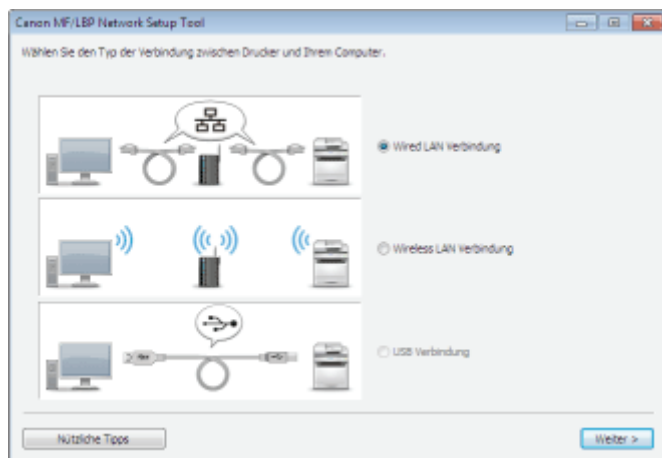 Canon MF/LBP Network Setup Tool
Wählen Sie den Typ der Verbindung zwischen Drucker und Ihrem Computer.
Wired LAN Verbindung
Wireless LAN Verbindung
USB Verbindung
Nützliche Tipps
Weiter >